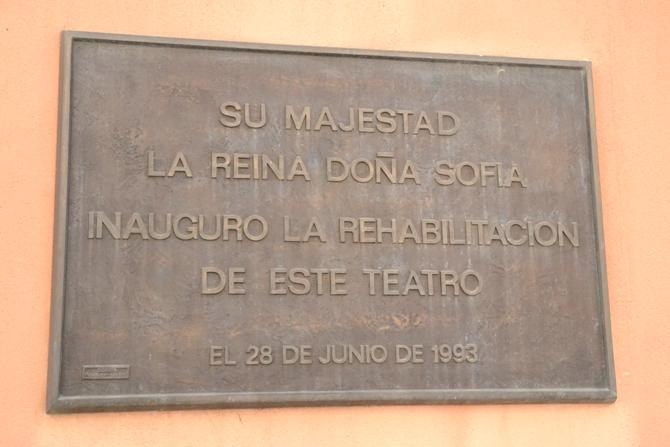 SU MAJESTAD
LA REINA DOÑA SOFIA
INAUGURO LA REHABILITACION
DE ESTE TEATRO
EL 28 DE JUNIO DE 1993